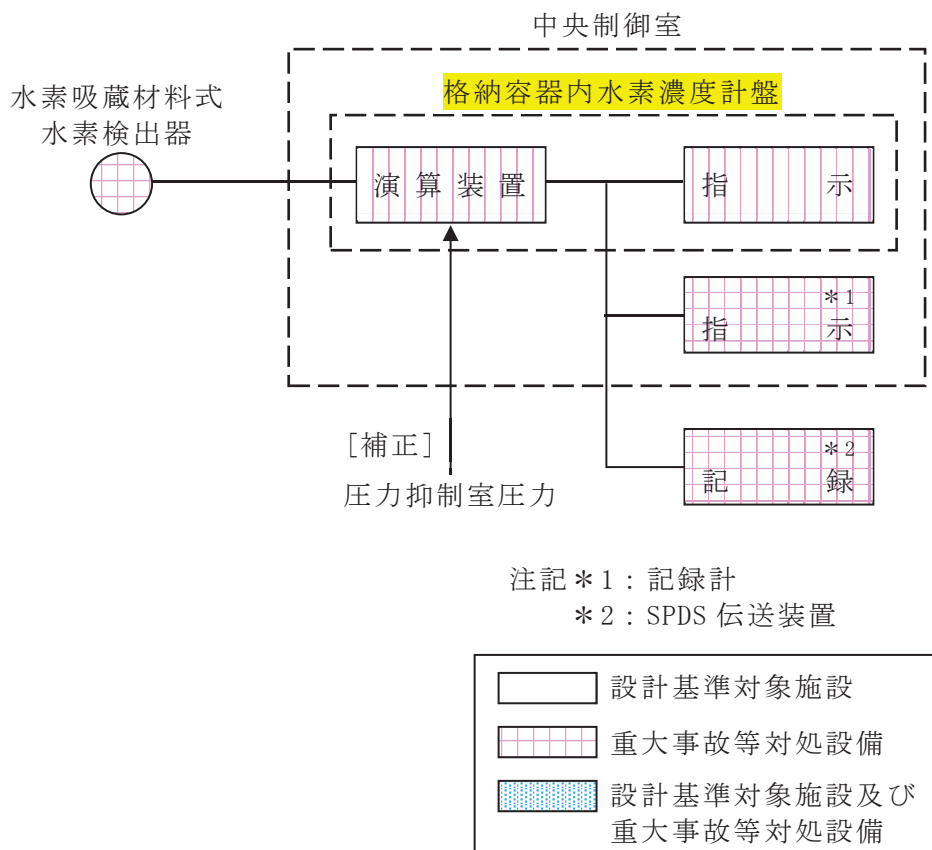 中央制御室
格納容器内水素濃度計盤
水素吸蔵材料式
水素検出器
演算装置
指示
＊1
指示
＊2
記録
[補正]
圧力抑制室圧力
注記＊1：記録計
＊2：SPDS 伝送装置
設計基準対象施設
重大事故等対処設備
設計基準対象施設及び
重大事故等対処設備